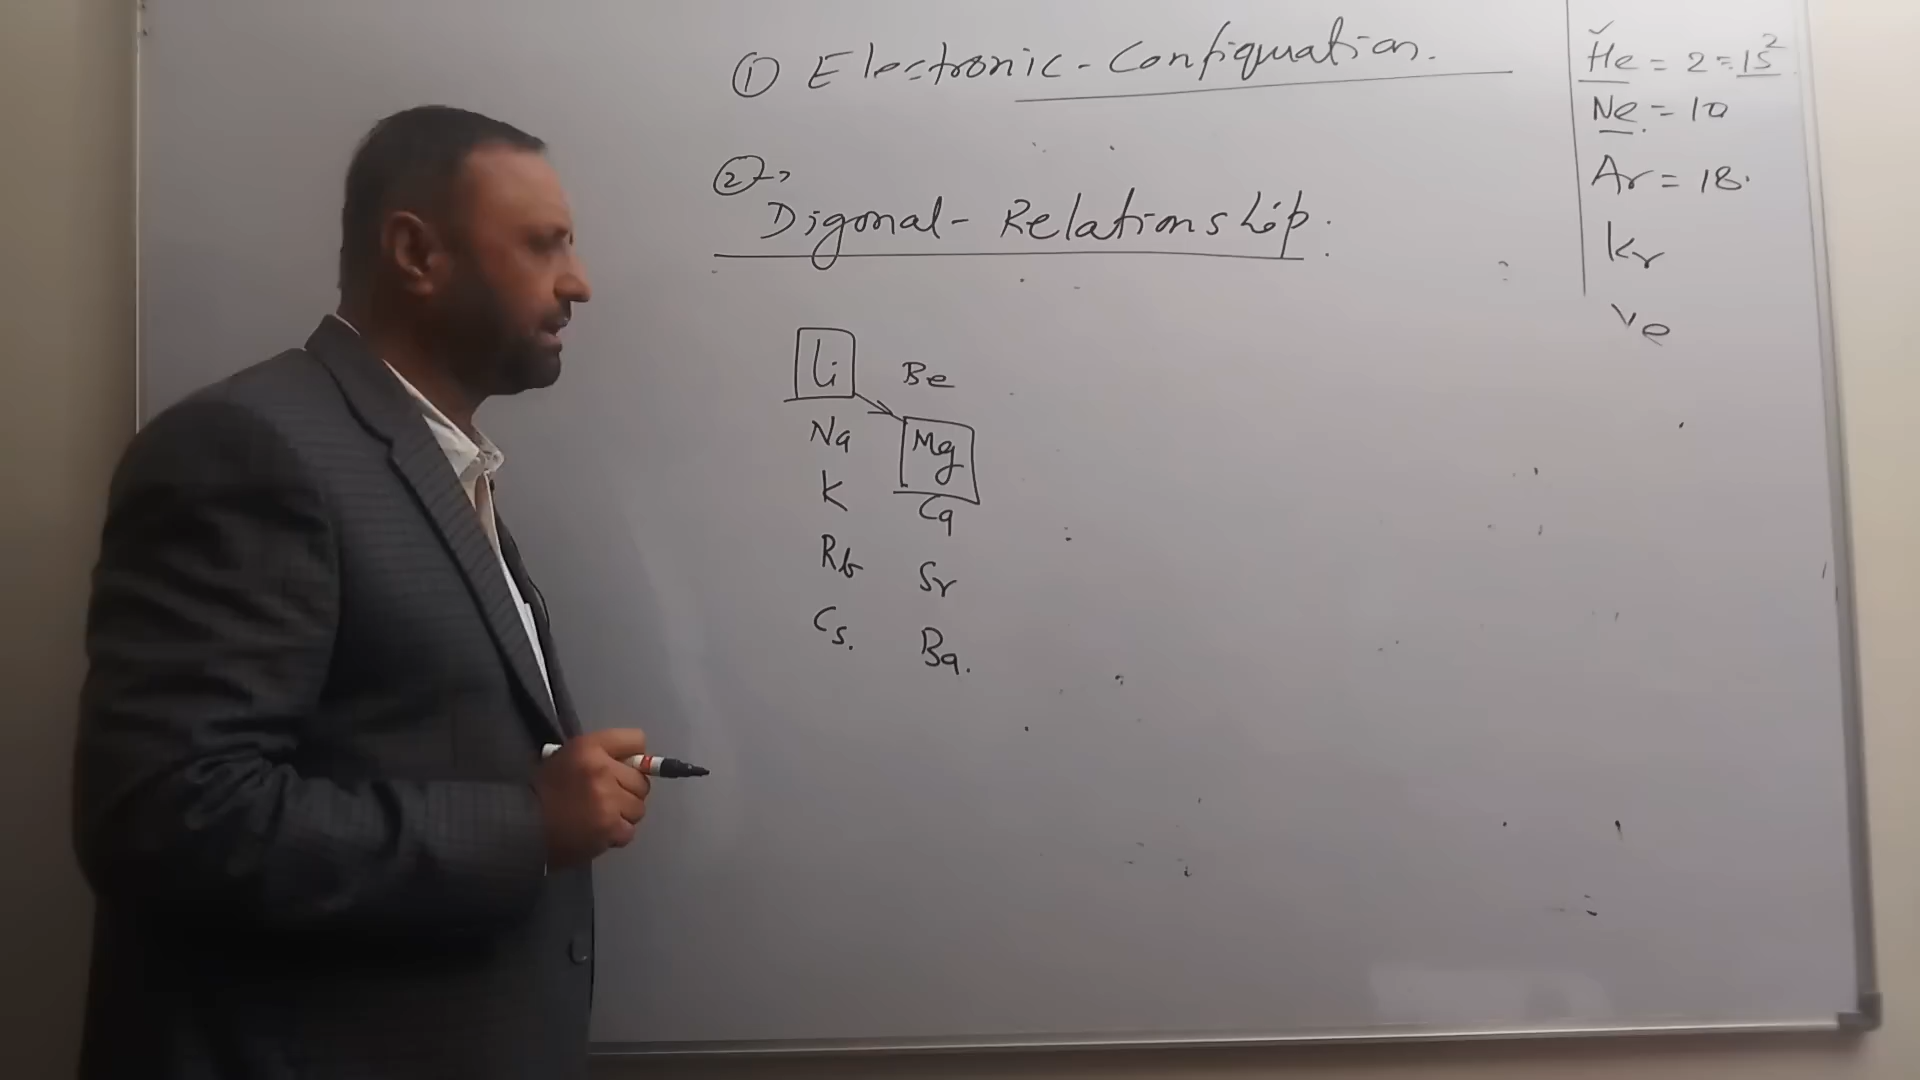 ① Electronic-Configuration.
② →
Digonal-Relationship.
Li Be
Na Mg
K Ca
Rb Sr
Cs. Ba.
He = 2 = 1s²
Ne = 10
Ar = 18.
Kr